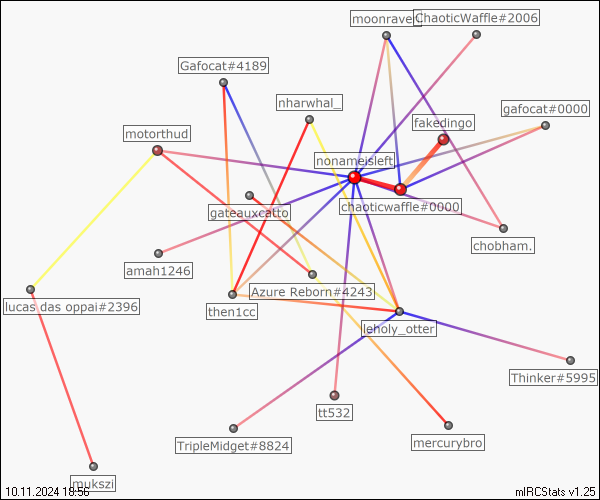 moonraver
ChaoticWaffle#2006
Gafocat#4189
nharwhal_
gafocat#0000
fakedingo
motorthud
nonameisleft
gateauxcatto
chaoticwaffle#0000
chobham.
amah1246
Azure Reborn#4243
lucas das oppai#2396
then1cc
leholy_otter
Thinker#5995
tt532
TripleMidget#8824
mercurybro
mukszi
10.11.2024 18:56
mIRCStats v1.25